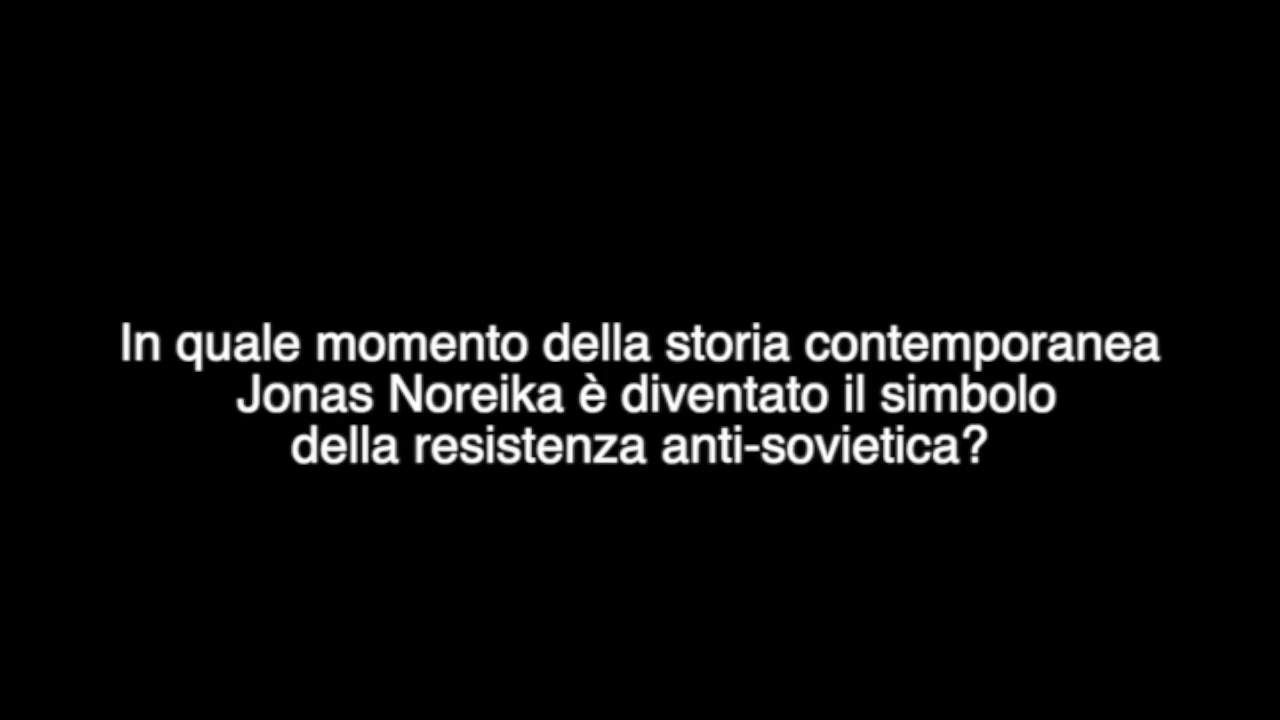 In quale momento della storia contemporanea
Jonas Noreika è diventato il simbolo
della resistenza anti-sovietica?